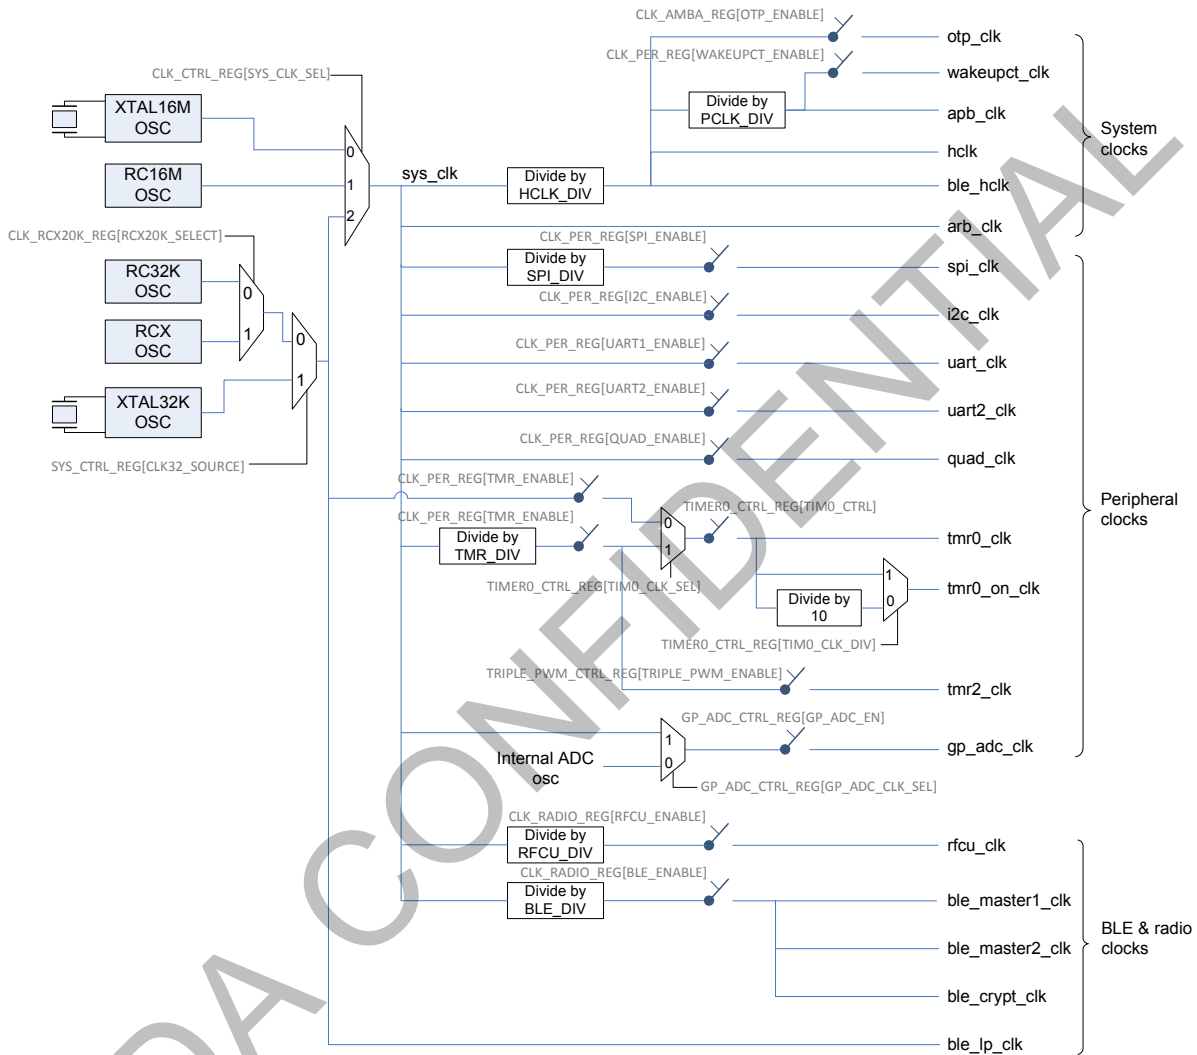 CLK_AMBA_REG[OTP_ENABLE]
otp_clk
CLK_PER_REG[WAKEUPCT_ENABLE]
wakeupct_clk
CLK_CTRL_REG[SYS_CLK_SEL]
XTAL16M
OSC
Divide by
PCLK_DIV
apb_clk
System
clocks
0
hclk
RC16M
OSC
1
sys_clk
Divide by
HCLK_DIV
ble_hclk
2
arb_clk
CLK_RCX20K_REG[RCX20K_SELECT]
CLK_PER_REG[SPI_ENABLE]
RC32K
OSC
Divide by
SPI_DIV
spi_clk
0
CLK_PER_REG[I2C_ENABLE]
i2c_clk
RCX
OSC
1
0
CLK_PER_REG[UART1_ENABLE]
uart_clk
1
CLK_PER_REG[UART2_ENABLE]
XTAL32K
OSC
uart2_clk
CLK_PER_REG[QUAD_ENABLE]
quad_clk
SYS_CTRL_REG[CLK32_SOURCE]
CLK_PER_REG[TMR_ENABLE]
Peripheral
clocks
TIMER0_CTRL_REG[TIM0_CTRL]
CLK_PER_REG[TMR_ENABLE]
0
Divide by
TMR_DIV
1
tmr0_clk
TIMER0_CTRL_REG[TIM0_CLK_SEL]
1
tmr0_on_clk
Divide by
10
0
TIMER0_CTRL_REG[TIM0_CLK_DIV]
TRIPLE_PWM_CTRL_REG[TRIPLE_PWM_ENABLE]
tmr2_clk
GP_ADC_CTRL_REG[GP_ADC_EN]
1
gp_adc_clk
Internal ADC
osc
0
GP_ADC_CTRL_REG[GP_ADC_CLK_SEL]
CLK_RADIO_REG[RFCU_ENABLE]
Divide by
RFCU_DIV
rfcu_clk
CLK_RADIO_REG[BLE_ENABLE]
Divide by
BLE_DIV
ble_master1_clk
BLE & radio
clocks
ble_master2_clk
ble_crypt_clk
ble_lp_clk
DA CONFIDENTIAL